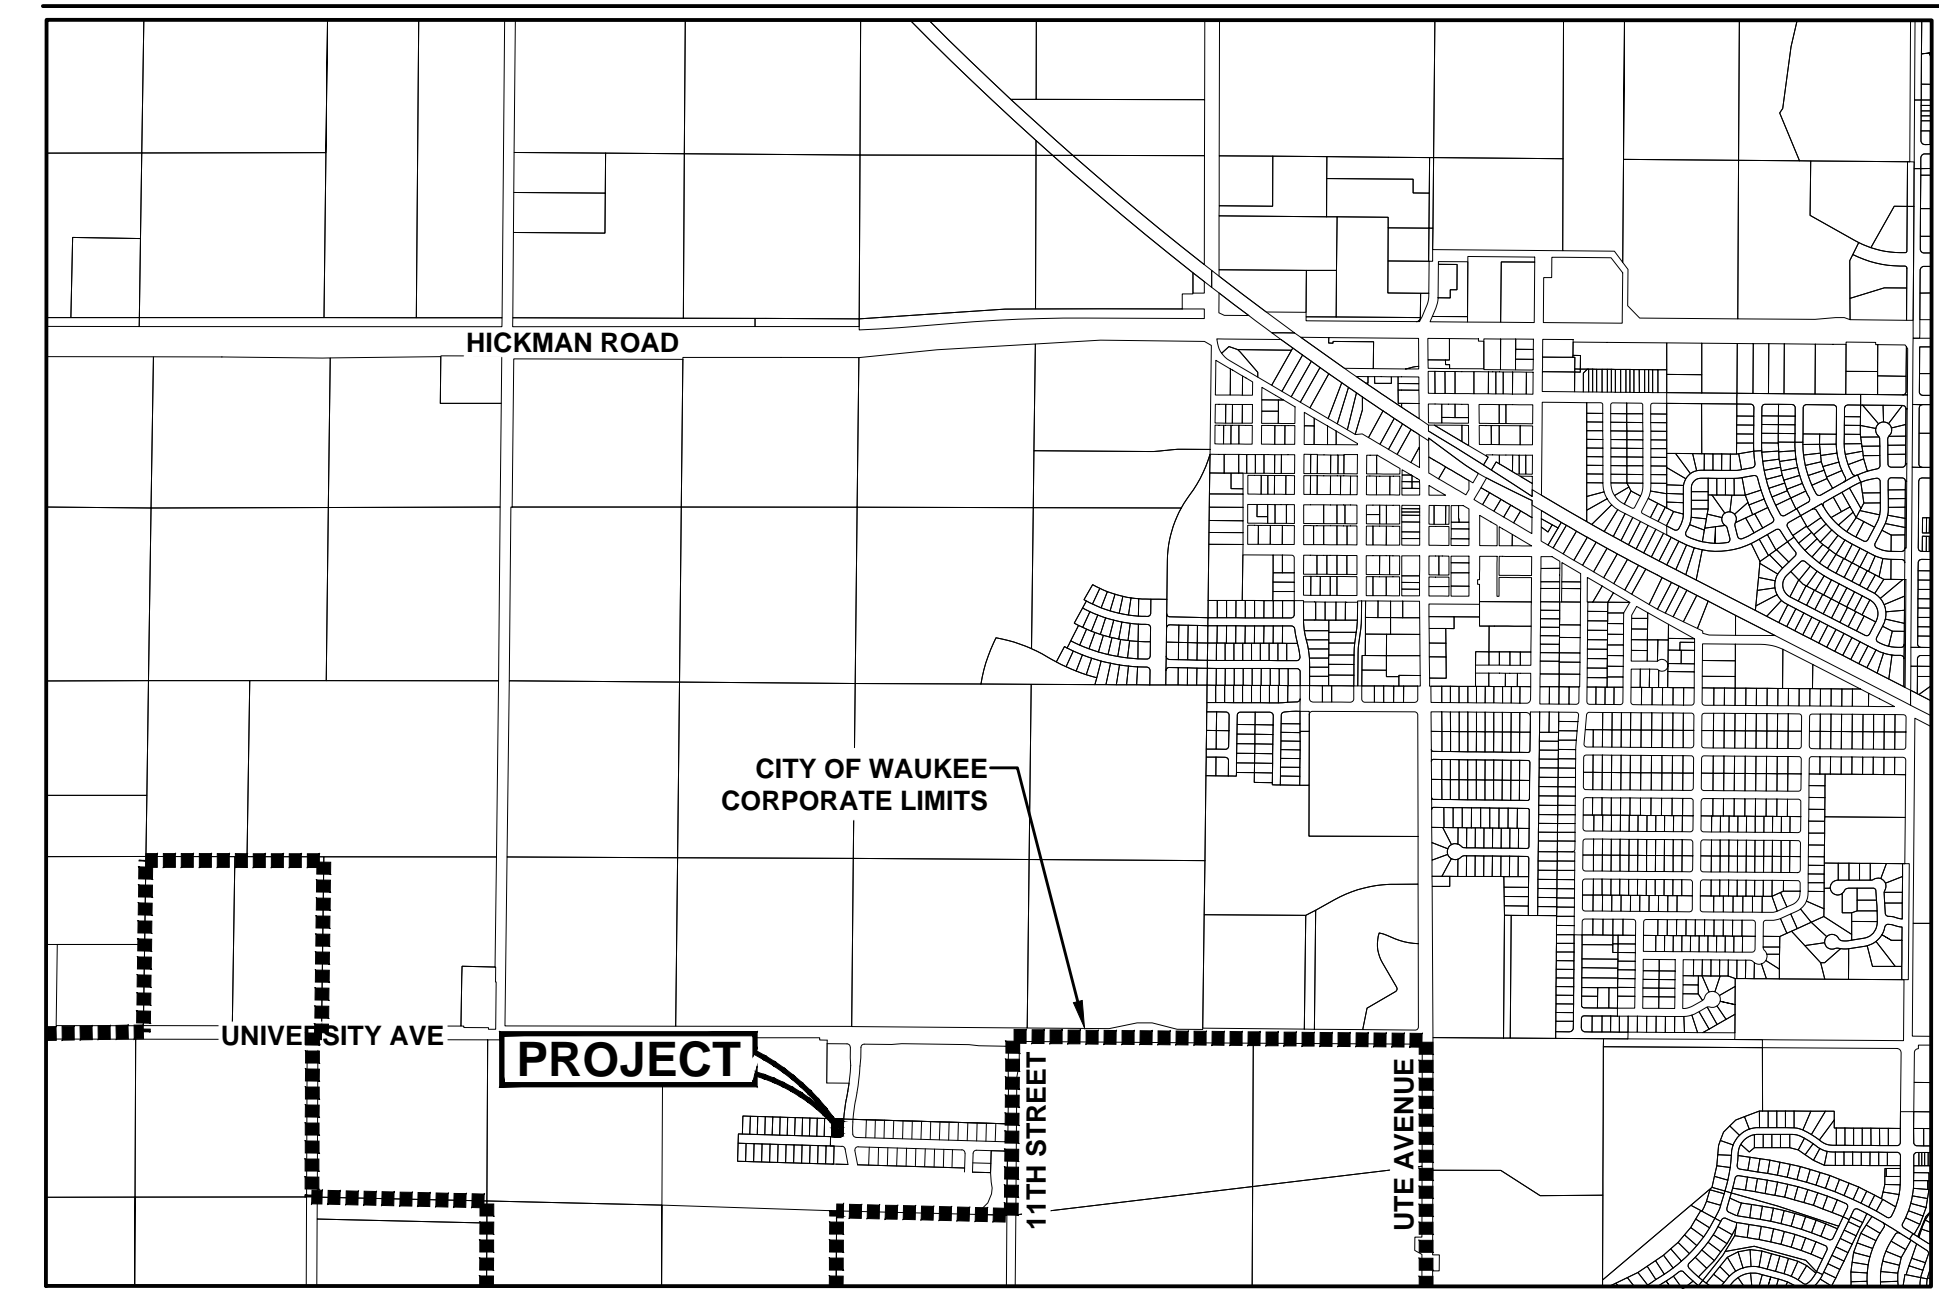 HICKMAN ROAD
CITY OF WAUKEE
CORPORATE LIMITS
UNIVERSITY AVE
PROJECT
11TH STREET
UTE AVENUE